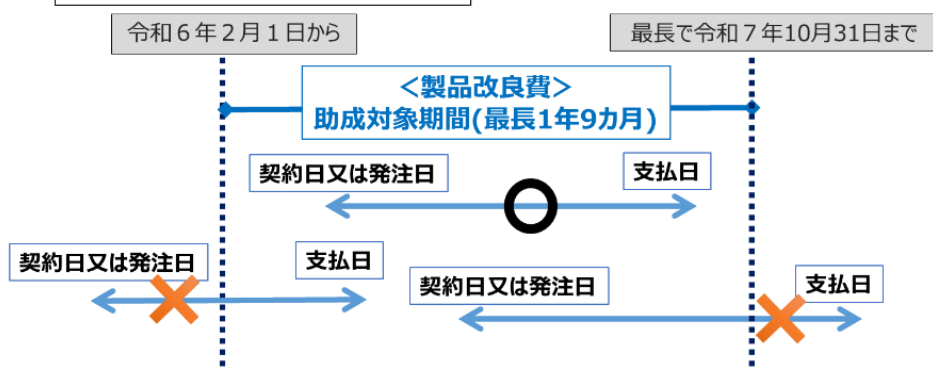 令和６年２月１日から
最長で令和７年10月31日まで
＜製品改良費＞
助成対象期間(最長1年9カ月)
契約日又は発注日
支払日
契約日又は発注日
支払日
契約日又は発注日
支払日